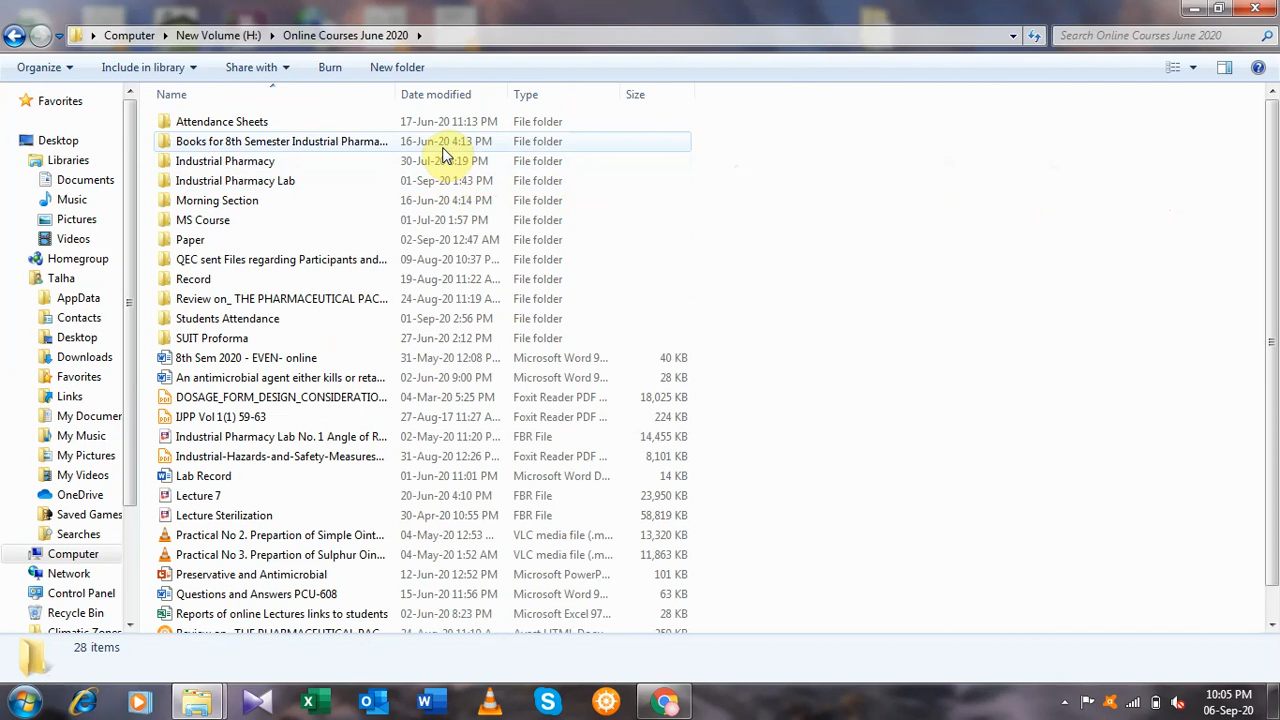 Computer New Volume (H:) Online Courses June 2020 Search Online Courses June 2020
Organize Include in library Share with Burn New folder
Name Date modified Type Size
Favorites
Desktop
Libraries
Documents
Music
Pictures
Videos
Homegroup
Talha
AppData
Contacts
Desktop
Downloads
Favorites
Links
My Documer
My Music
My Pictures
My Videos
OneDrive
Saved Games
Searches
Computer
Network
Control Panel
Recycle Bin
Climatic Zones
Attendance Sheets 17-Jun-20 11:13 PM File folder
Books for 8th Semester Industrial Pharma... 16-Jun-20 4:13 PM File folder
Industrial Pharmacy 30-Jul-20 :19 PM File folder
Industrial Pharmacy Lab 01-Sep-20 1:43 PM File folder
Morning Section 16-Jun-20 4:14 PM File folder
MS Course 01-Jul-20 1:57 PM File folder
Paper 02-Sep-20 12:47 AM File folder
QEC sent Files regarding Participants and... 09-Aug-20 10:37 P... File folder
Record 19-Aug-20 11:22 A... File folder
Review on_ THE PHARMACEUTICAL PAC... 24-Aug-20 11:19 A... File folder
Students Attendance 01-Sep-20 2:56 PM File folder
SUIT Proforma 27-Jun-20 2:12 PM File folder
8th Sem 2020 - EVEN- online 31-May-20 12:08 P... Microsoft Word 9... 40 KB
An antimicrobial agent either kills or reta... 02-Jun-20 9:00 PM Microsoft Word 9... 28 KB
DOSAGE_FORM_DESIGN_CONSIDERATIO... 04-Mar-20 5:25 PM Foxit Reader PDF ... 18,025 KB
IJPP Vol 1(1) 59-63 27-Aug-17 11:27 A... Foxit Reader PDF ... 224 KB
Industrial Pharmacy Lab No. 1 Angle of R... 02-May-20 11:20 P... FBR File 14,455 KB
Industrial-Hazards-and-Safety-Measures... 31-Aug-20 12:26 P... Foxit Reader PDF ... 8,101 KB
Lab Record 01-Jun-20 11:01 PM Microsoft Word D... 14 KB
Lecture 7 20-Jun-20 4:10 PM FBR File 23,950 KB
Lecture Sterilization 30-Apr-20 10:55 PM FBR File 58,819 KB
Practical No 2. Prepartion of Simple Oint... 04-May-20 12:53 ... VLC media file (.m... 13,320 KB
Practical No 3. Prepartion of Sulphur Oin... 04-May-20 1:52 AM VLC media file (.m... 11,863 KB
Preservative and Antimicrobial 12-Jun-20 12:52 PM Microsoft PowerP... 101 KB
Questions and Answers PCU-608 15-Jun-20 11:56 PM Microsoft Word 9... 63 KB
Reports of online Lectures links to students 02-Jun-20 8:23 PM Microsoft Excel 97... 28 KB
Review on_ THE PHARMACEUTICAL PAC... 24-Aug-20 11:19 A... Avast HTML Docu... 250 KB
28 items
10:05 PM
06-Sep-20